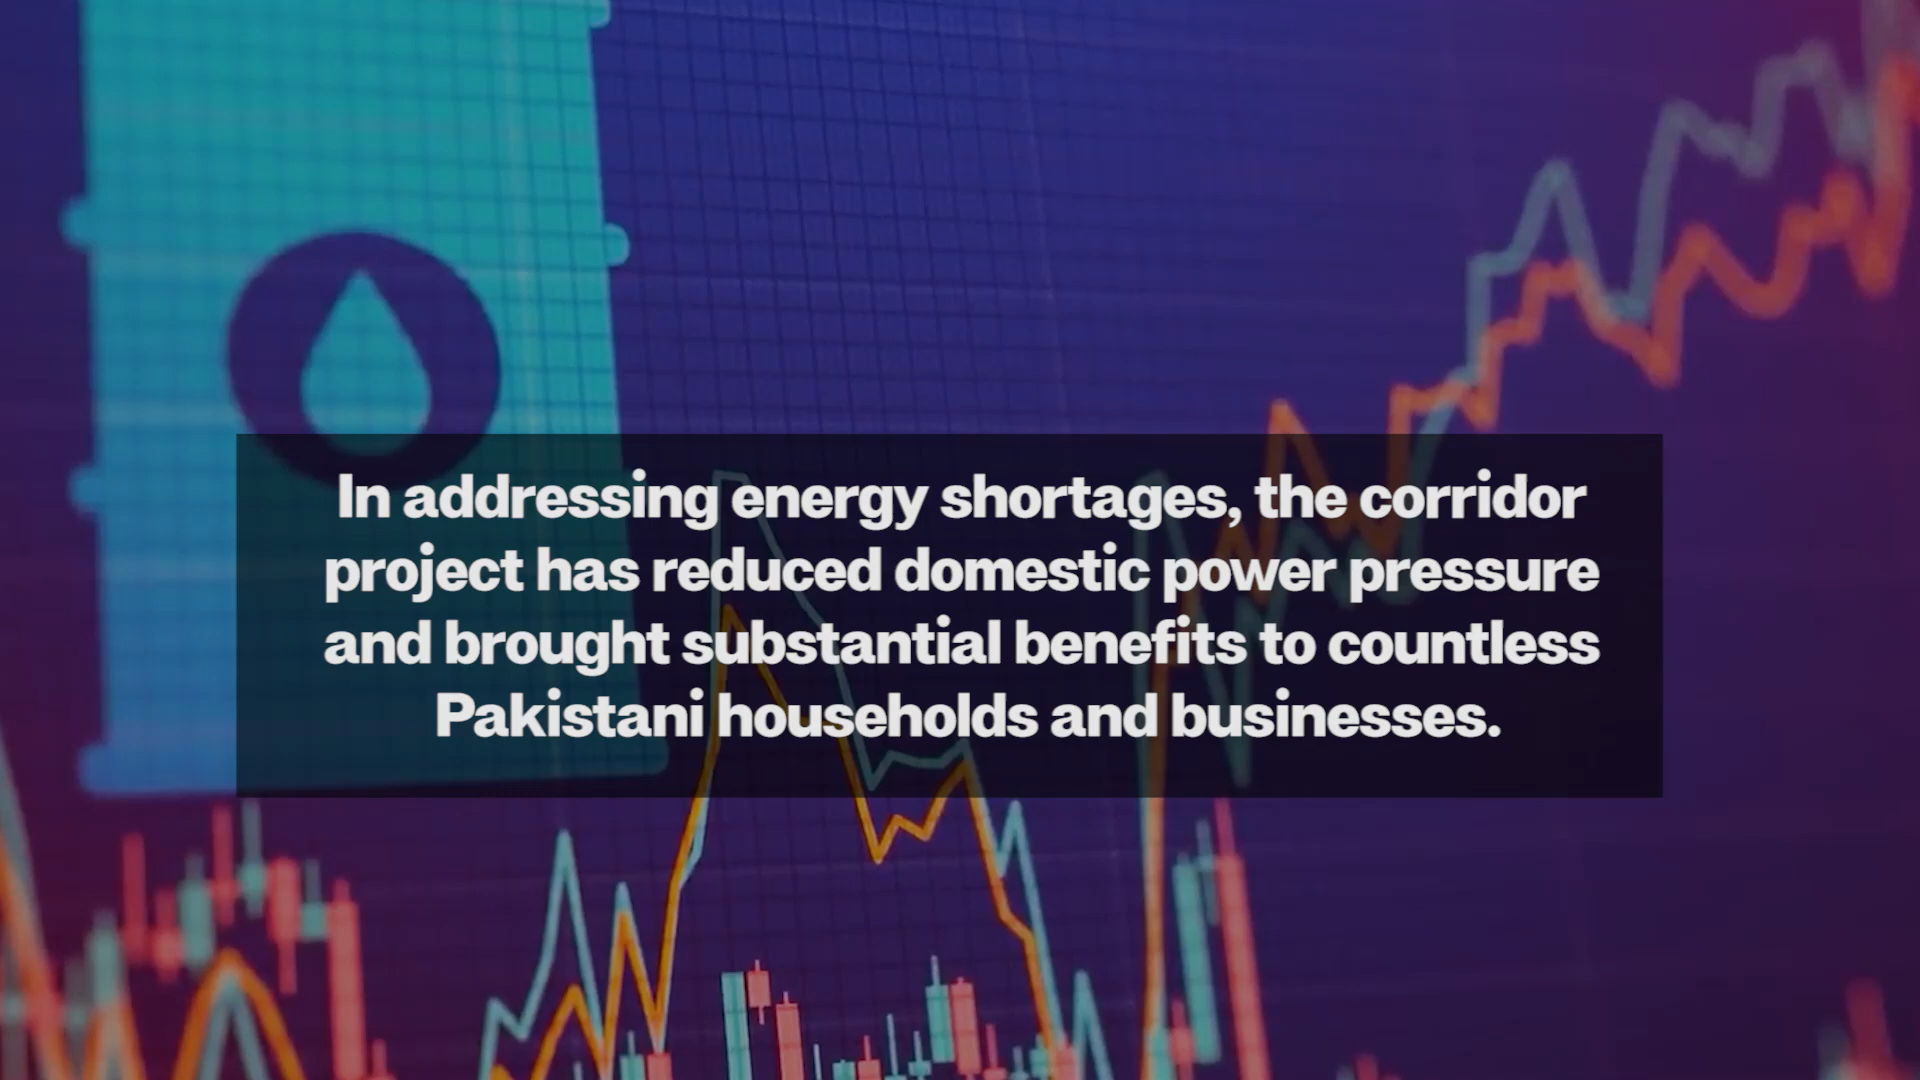 In addressing energy shortages, the corridor
project has reduced domestic power pressure
and brought substantial benefits to countless
Pakistani households and businesses.